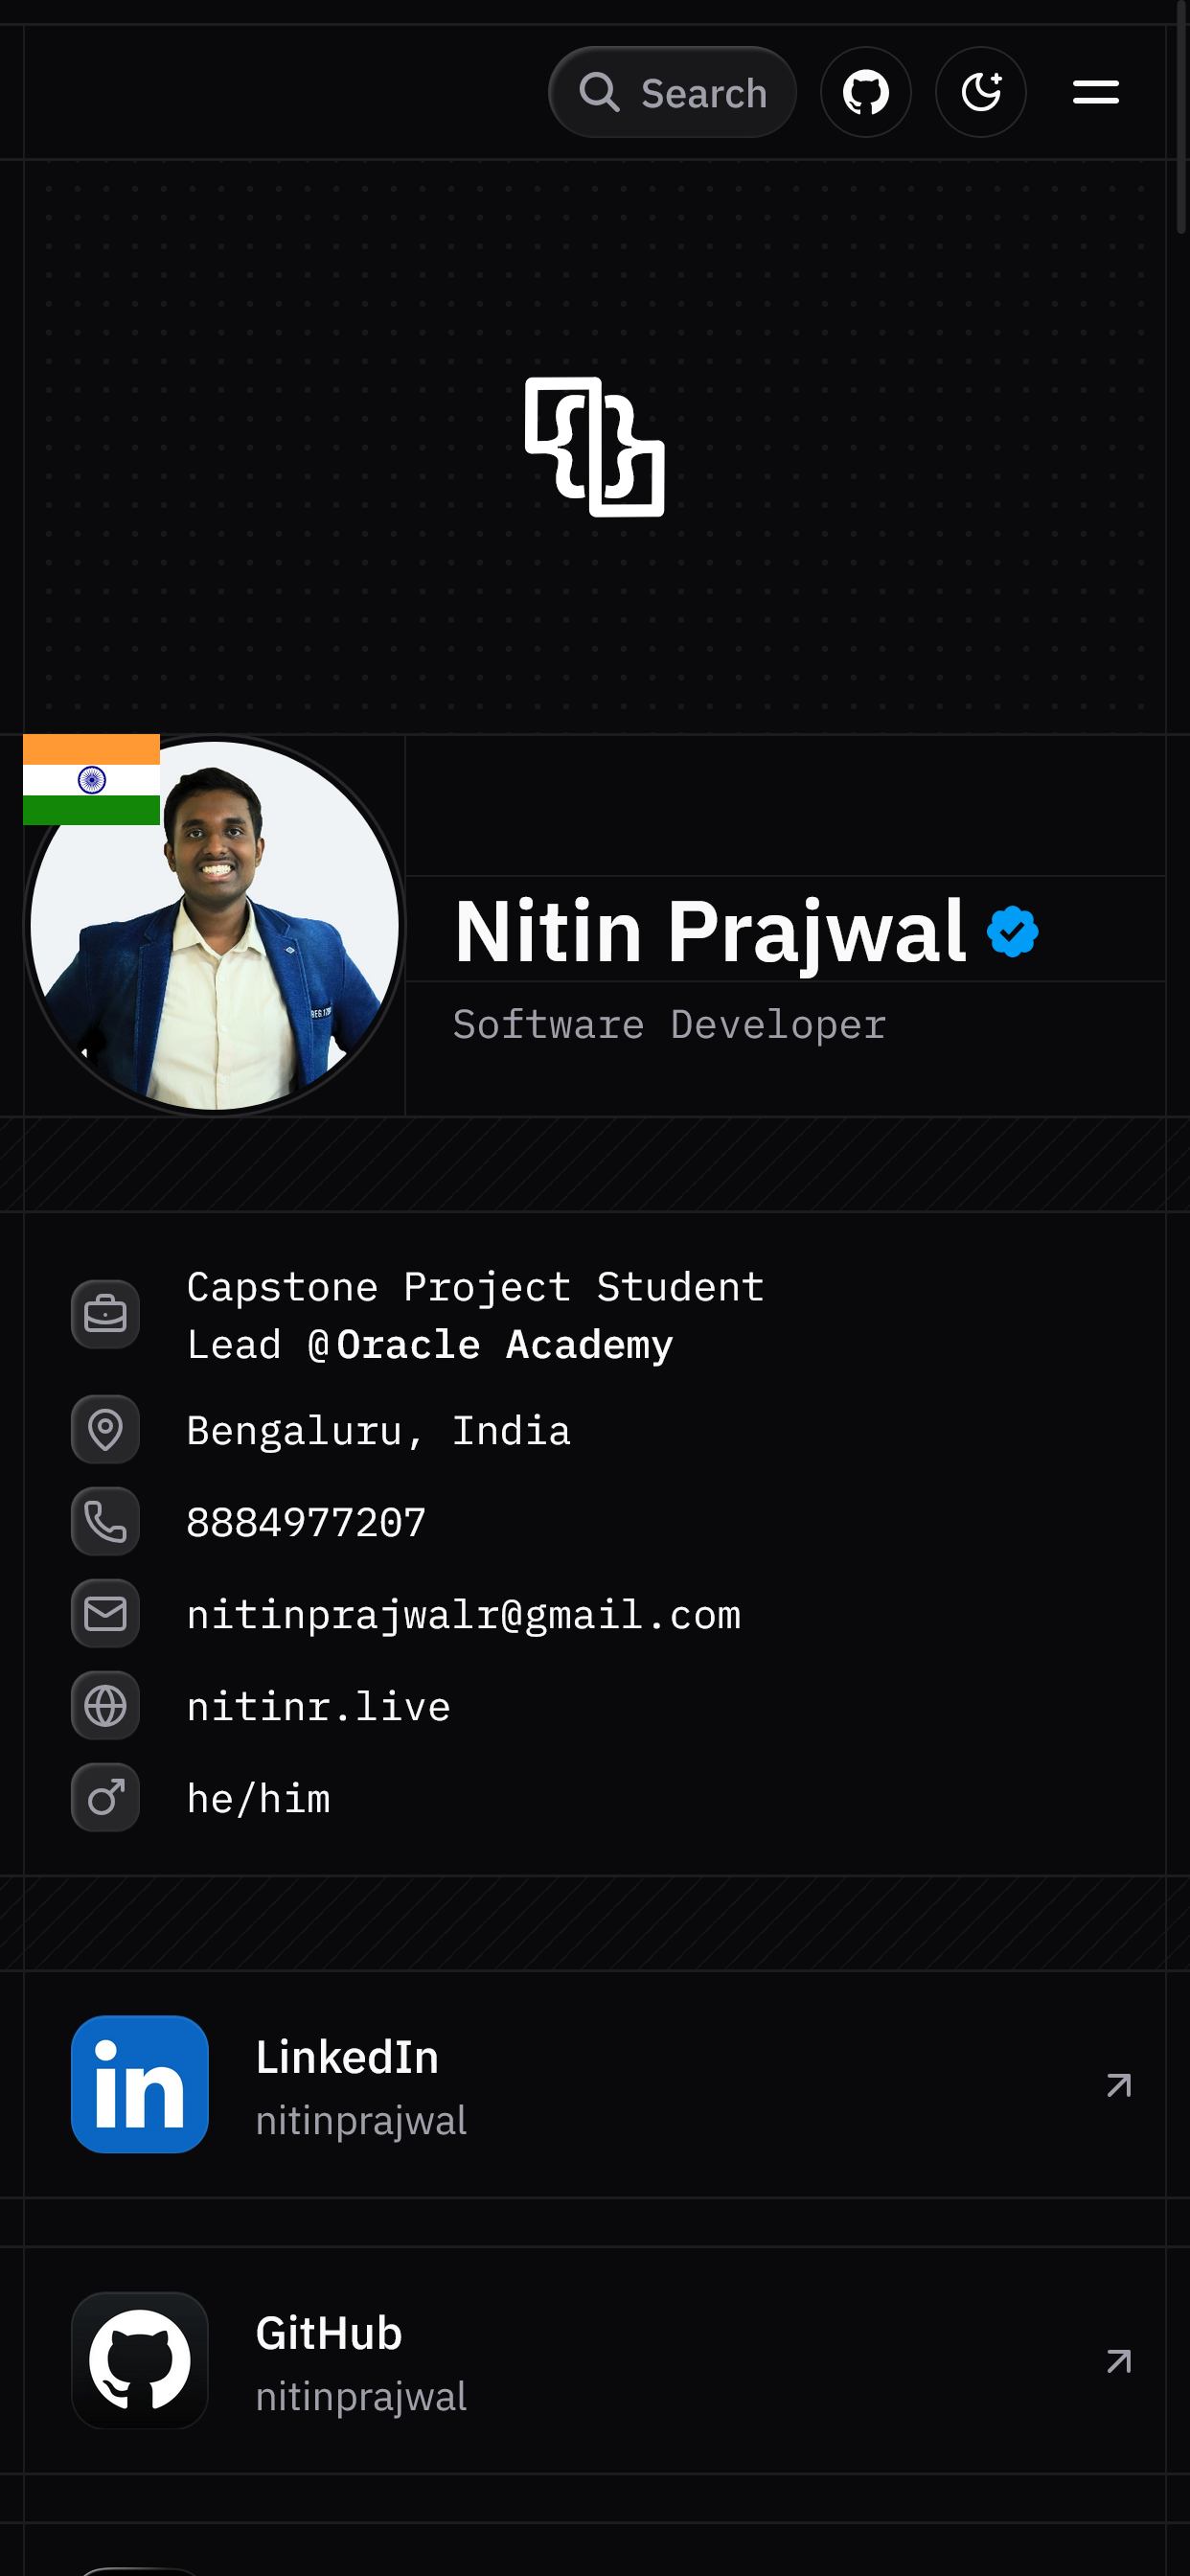 Search
Nitin Prajwal
Software Developer
Capstone Project Student
Lead @Oracle Academy
Bengaluru, India
8884977207
nitinprajwalr@gmail.com
nitinr.live
he/him
in
LinkedIn
nitinprajwal
GitHub
nitinprajwal